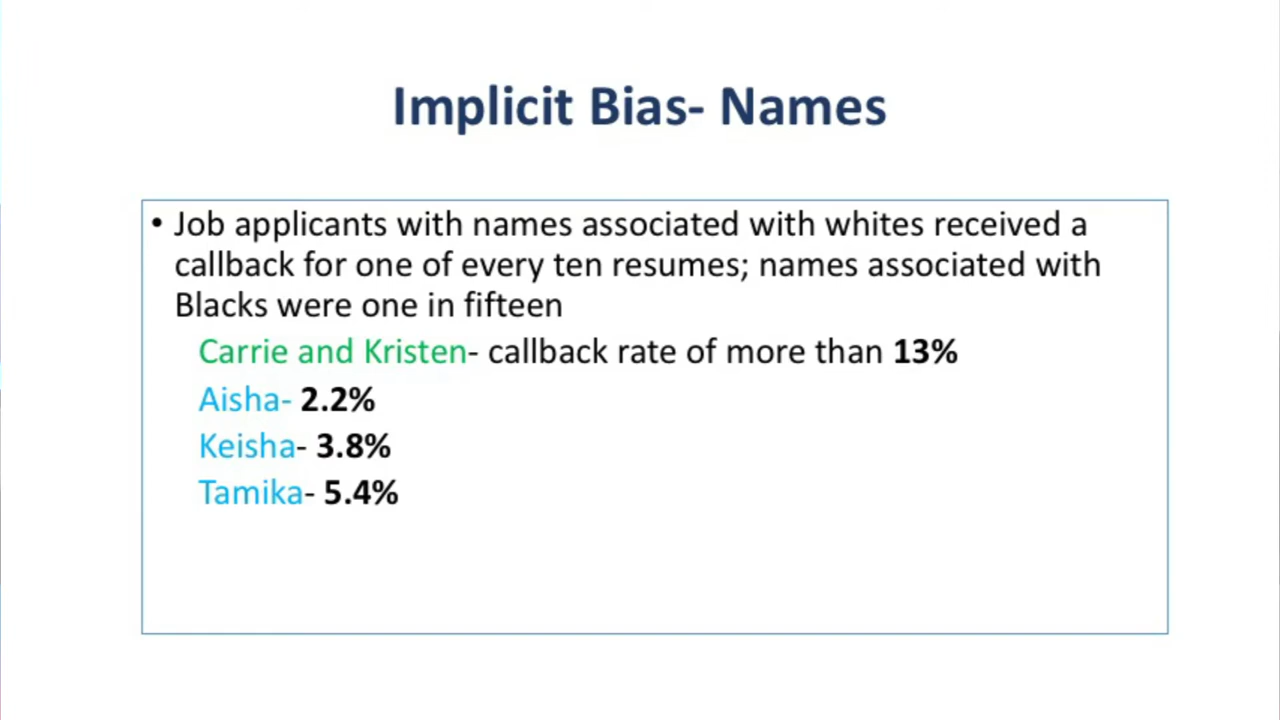 Implicit Bias- Names
• Job applicants with names associated with whites received a
callback for one of every ten resumes; names associated with
Blacks were one in fifteen
Carrie and Kristen- callback rate of more than 13%
Aisha- 2.2%
Keisha- 3.8%
Tamika- 5.4%